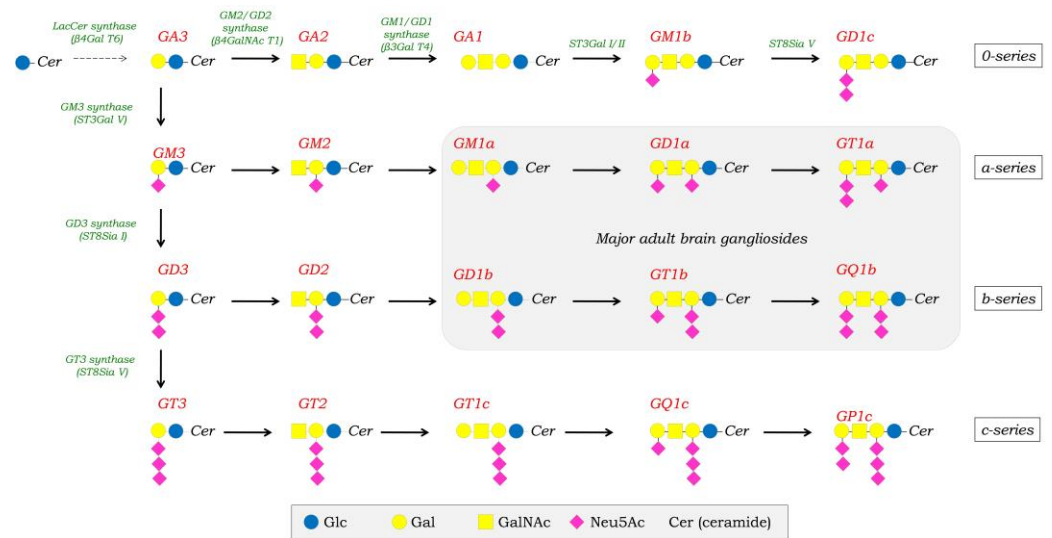 LacCer synthase
(β4Gal T6)
GM2/GD2
synthase
(β4GalNAc T1)
GM1/GD1
synthase
(β3Gal T4)
ST3Gal I/II
ST8Sia V
GA3
GA2
GA1
GM1b
GD1c
Cer
Cer
Cer
Cer
Cer
Cer
0-series
GM3 synthase
(ST3Gal V)
GM3
GM2
GM1a
GD1a
GT1a
Cer
Cer
Cer
Cer
Cer
a-series
GD3 synthase
(ST8Sia I)
Major adult brain gangliosides
GD3
GD2
GD1b
GT1b
GQ1b
Cer
Cer
Cer
Cer
Cer
b-series
GT3 synthase
(ST8Sia V)
GT3
GT2
GT1c
GQ1c
GP1c
Cer
Cer
Cer
Cer
Cer
c-series
Glc
Gal
GalNAc
Neu5Ac
Cer (ceramide)